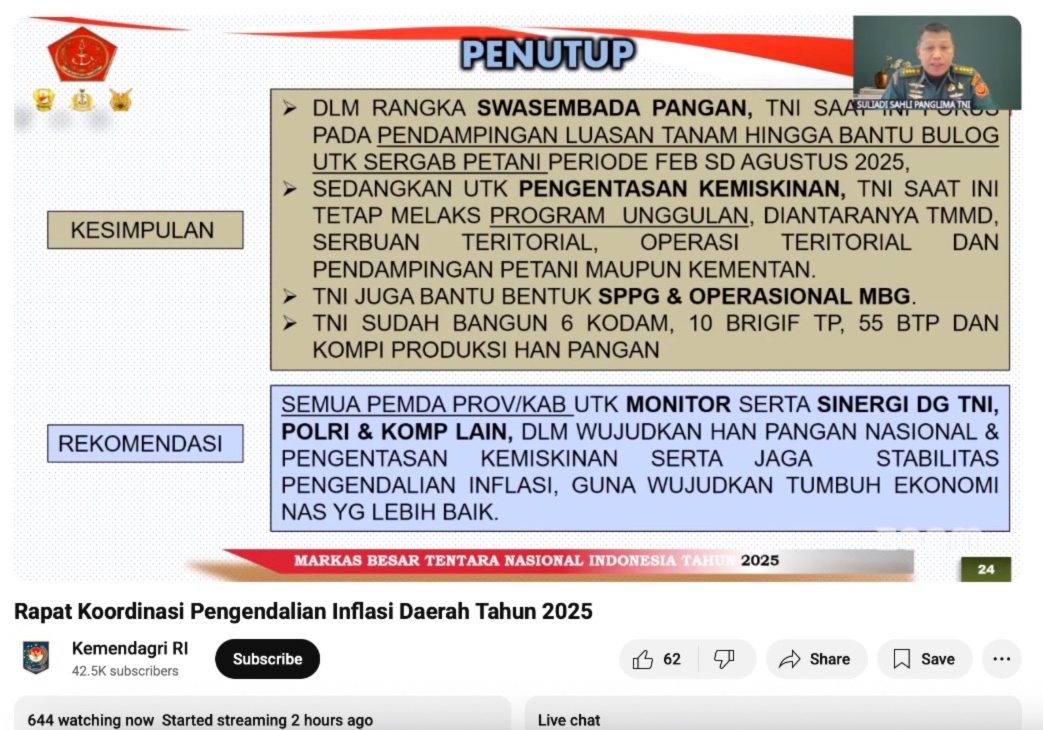 PENUTUP
SULIADI SAHLI PANGLIMA TNI
KESIMPULAN
➢ DLM RANGKA SWASEMBADA PANGAN, TNI SAAT INI FOKUS
PADA PENDAMPINGAN LUASAN TANAM HINGGA BANTU BULOG
UTK SERGAB PETANI PERIODE FEB SD AGUSTUS 2025,
➢ SEDANGKAN UTK PENGENTASAN KEMISKINAN, TNI SAAT INI
TETAP MELAKS PROGRAM UNGGULAN, DIANTARANYA TMMD,
SERBUAN TERITORIAL, OPERASI TERITORIAL DAN
PENDAMPINGAN PETANI MAUPUN KEMENTAN.
➢ TNI JUGA BANTU BENTUK SPPG & OPERASIONAL MBG.
➢ TNI SUDAH BANGUN 6 KODAM, 10 BRIGIF TP, 55 BTP DAN
KOMPI PRODUKSI HAN PANGAN
REKOMENDASI
SEMUA PEMDA PROV/KAB UTK MONITOR SERTA SINERGI DG TNI,
POLRI & KOMP LAIN, DLM WUJUDKAN HAN PANGAN NASIONAL &
PENGENTASAN KEMISKINAN SERTA JAGA STABILITAS
PENGENDALIAN INFLASI, GUNA WUJUDKAN TUMBUH EKONOMI
NAS YG LEBIH BAIK.
zoom
MARKAS BESAR TENTARA NASIONAL INDONESIA TAHUN 2025
24
Rapat Koordinasi Pengendalian Inflasi Daerah Tahun 2025
Kemendagri RI
42.5K subscribers
Subscribe
62
Share
Save
644 watching now Started streaming 2 hours ago
Live chat